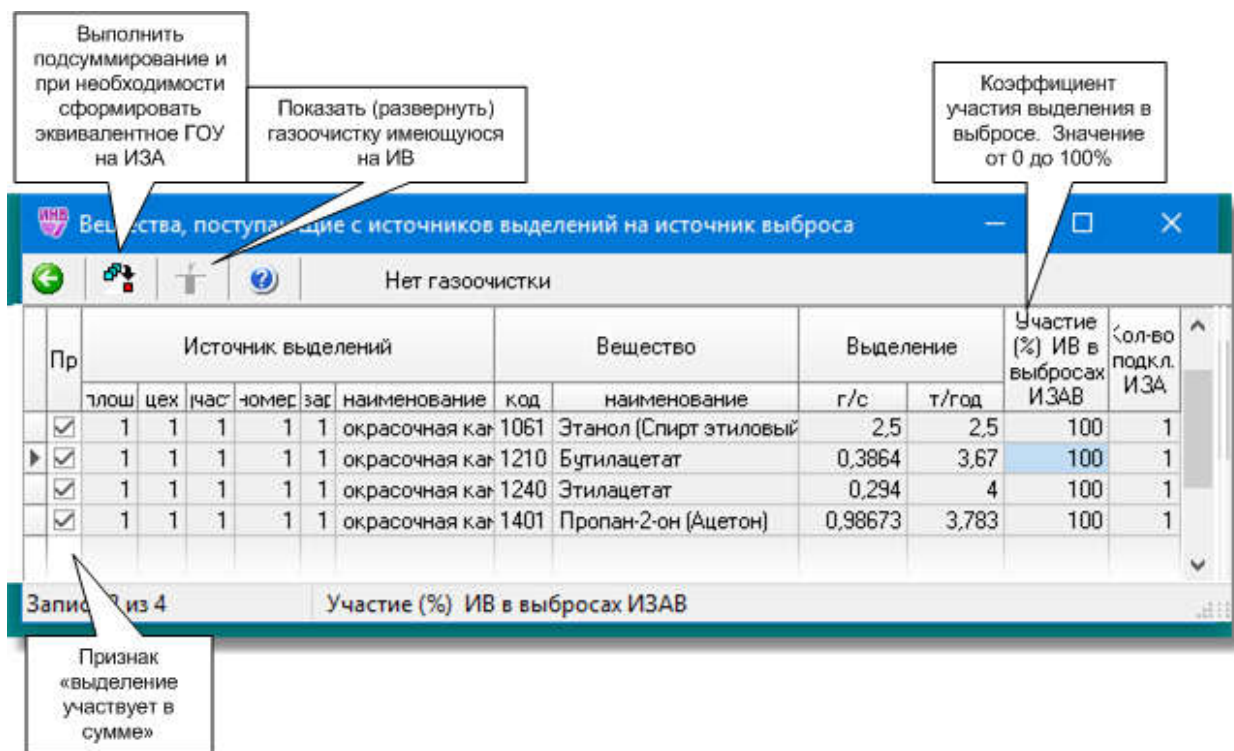 Выполнить
подсуммирование и
при необходимости
сформировать
эквивалентное ГОУ
на ИЗА
Показать (развернуть)
газоочистку имеющуюся
на ИВ
Коэффициент
участия выделения в
выбросе. Значение
от 0 до 100%
Вещества, поступающие с источников выделений на источник выброса
Нет газоочистки
Пр Источник выделений Вещество Выделение Участие (%) ИВ в выбросах ИЗАВ Кол-во подкл. ИЗА
площ цех учас номер вар наименование код наименование г/с т/год
1 1 1 1 1 окрасочная кам 1061 Этанол (Спирт этиловый 2,5 2,5 100 1
1 1 1 1 1 окрасочная кам 1210 Бутилацетат 0,3864 3,67 100 1
1 1 1 1 1 окрасочная кам 1240 Этилацетат 0,294 4 100 1
1 1 1 1 1 окрасочная кам 1401 Пропан-2-он (Ацетон) 0,98673 3,783 100 1
из 4 Участие (%) ИВ в выбросах ИЗАВ
Признак
«выделение
участвует в
сумме»